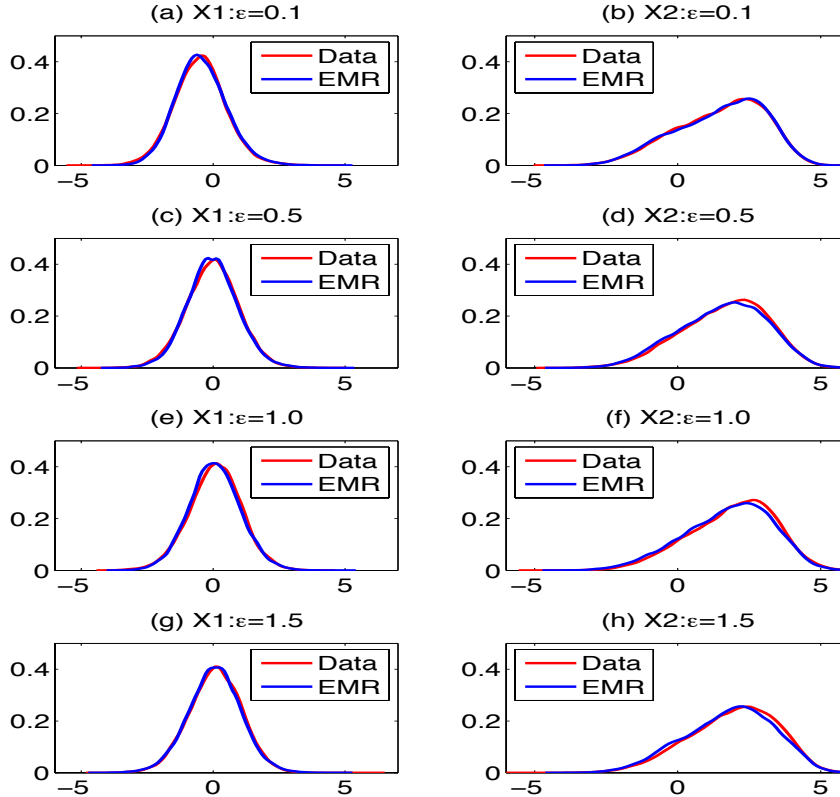 (a) X1:ε=0.1
0.4
0.2
0
−5
0
5
Data
EMR
(b) X2:ε=0.1
0.4
0.2
0
−5
0
5
Data
EMR
(c) X1:ε=0.5
0.4
0.2
0
−5
0
5
Data
EMR
(d) X2:ε=0.5
0.4
0.2
0
−5
0
5
Data
EMR
(e) X1:ε=1.0
0.4
0.2
0
−5
0
5
Data
EMR
(f) X2:ε=1.0
0.4
0.2
0
−5
0
5
Data
EMR
(g) X1:ε=1.5
0.4
0.2
0
−5
0
5
Data
EMR
(h) X2:ε=1.5
0.4
0.2
0
−5
0
5
Data
EMR